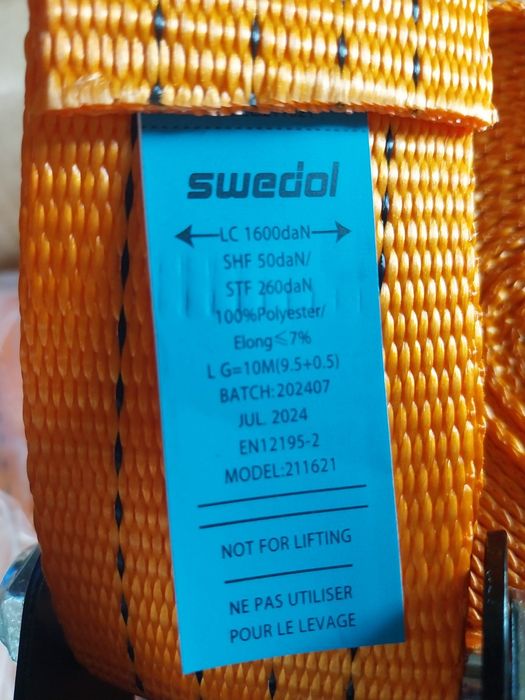 swedol
LC 1600daN
SHF 50daN/
STF 260daN
100%Polyester/
Elong≤7%
L G=10M(9.5+0.5)
BATCH:202407
JUL. 2024
EN12195-2
MODEL:211621
NOT FOR LIFTING
NE PAS UTILISER
POUR LE LEVAGE